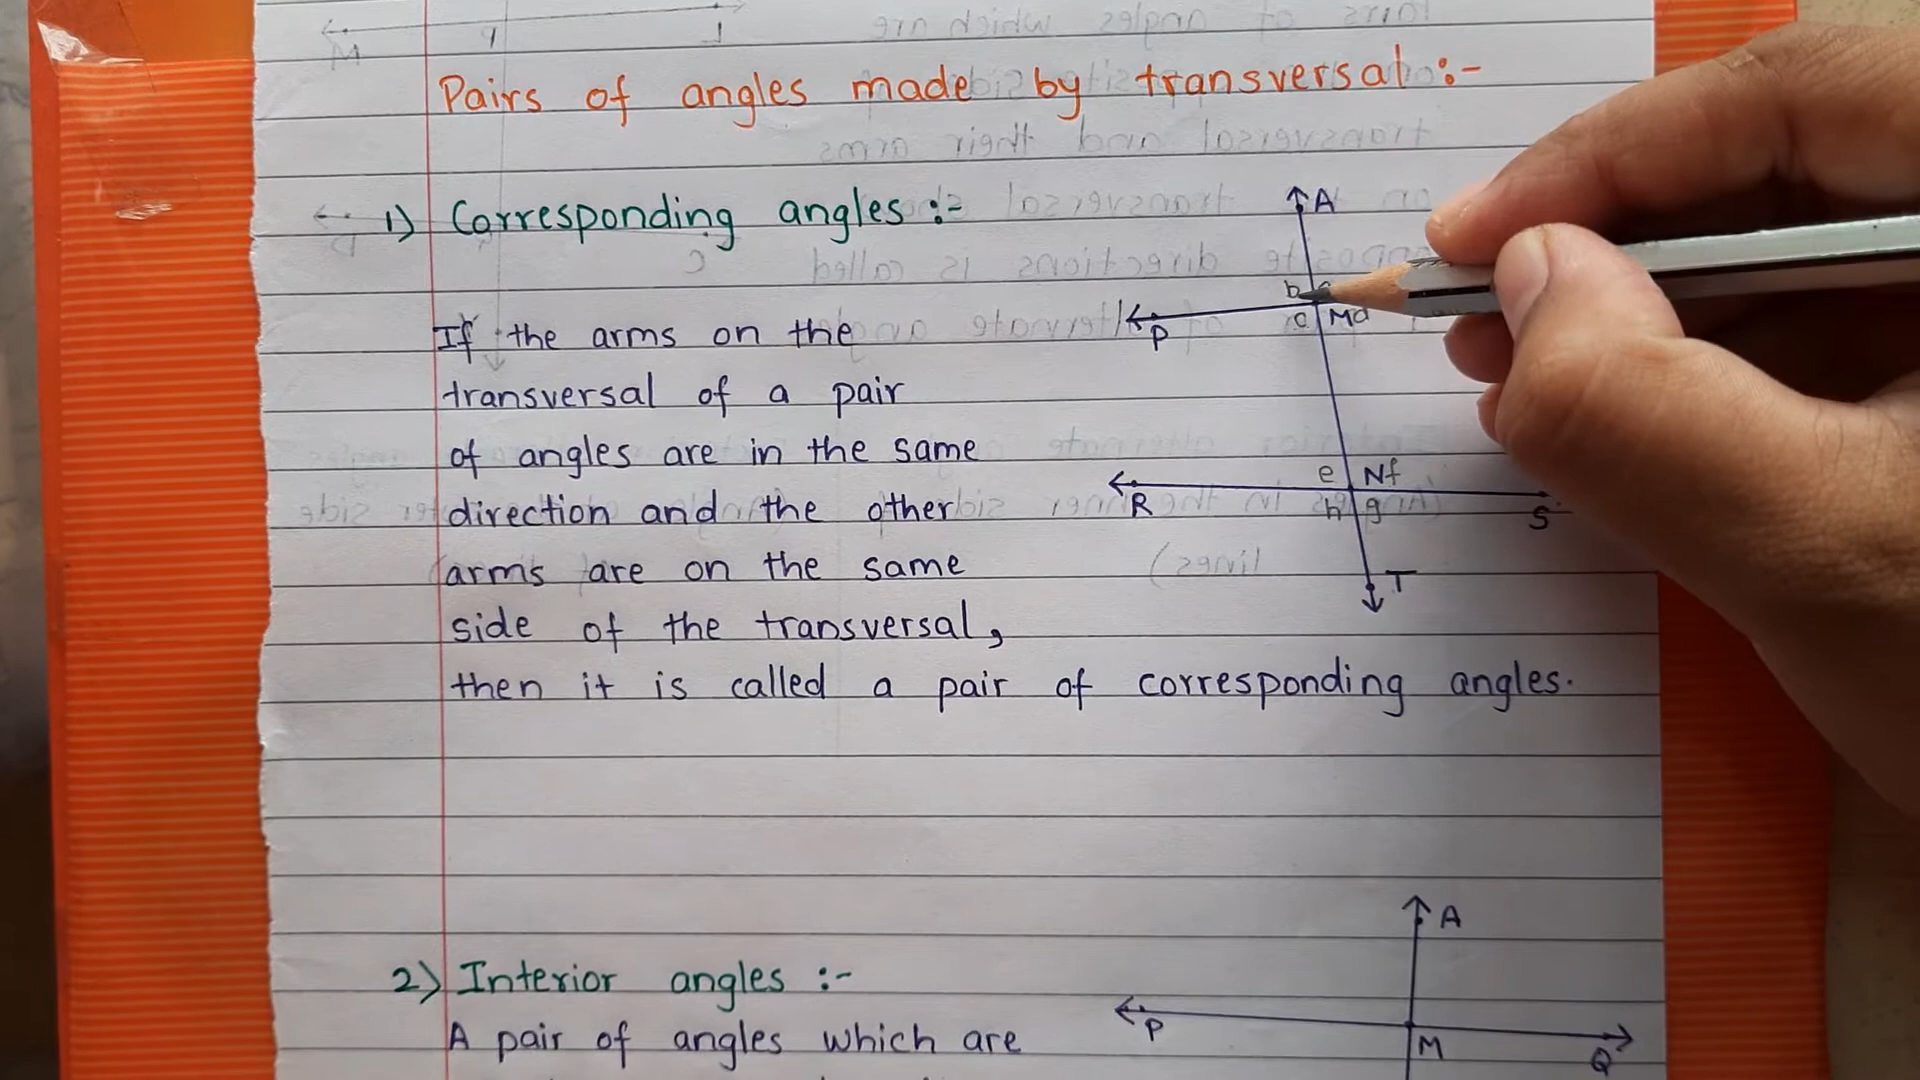 Pairs of angles made by transversal :-
1) Corresponding angles :-
If the arms on the
transversal of a pair
of angles are in the same
direction and the other
arms are on the same
side of the transversal,
then it is called a pair of corresponding angles.
A
b
c Md
P
e Nf
R h g S
T
2) Interior angles :-
A pair of angles which are
A
P
M Q